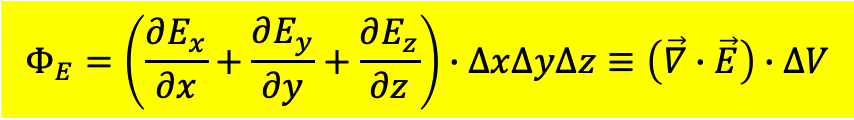 Φ_E = (∂E_x/∂x + ∂E_y/∂y + ∂E_z/∂z) · ΔxΔyΔz ≡ (∇⃗ · E⃗) · ΔV